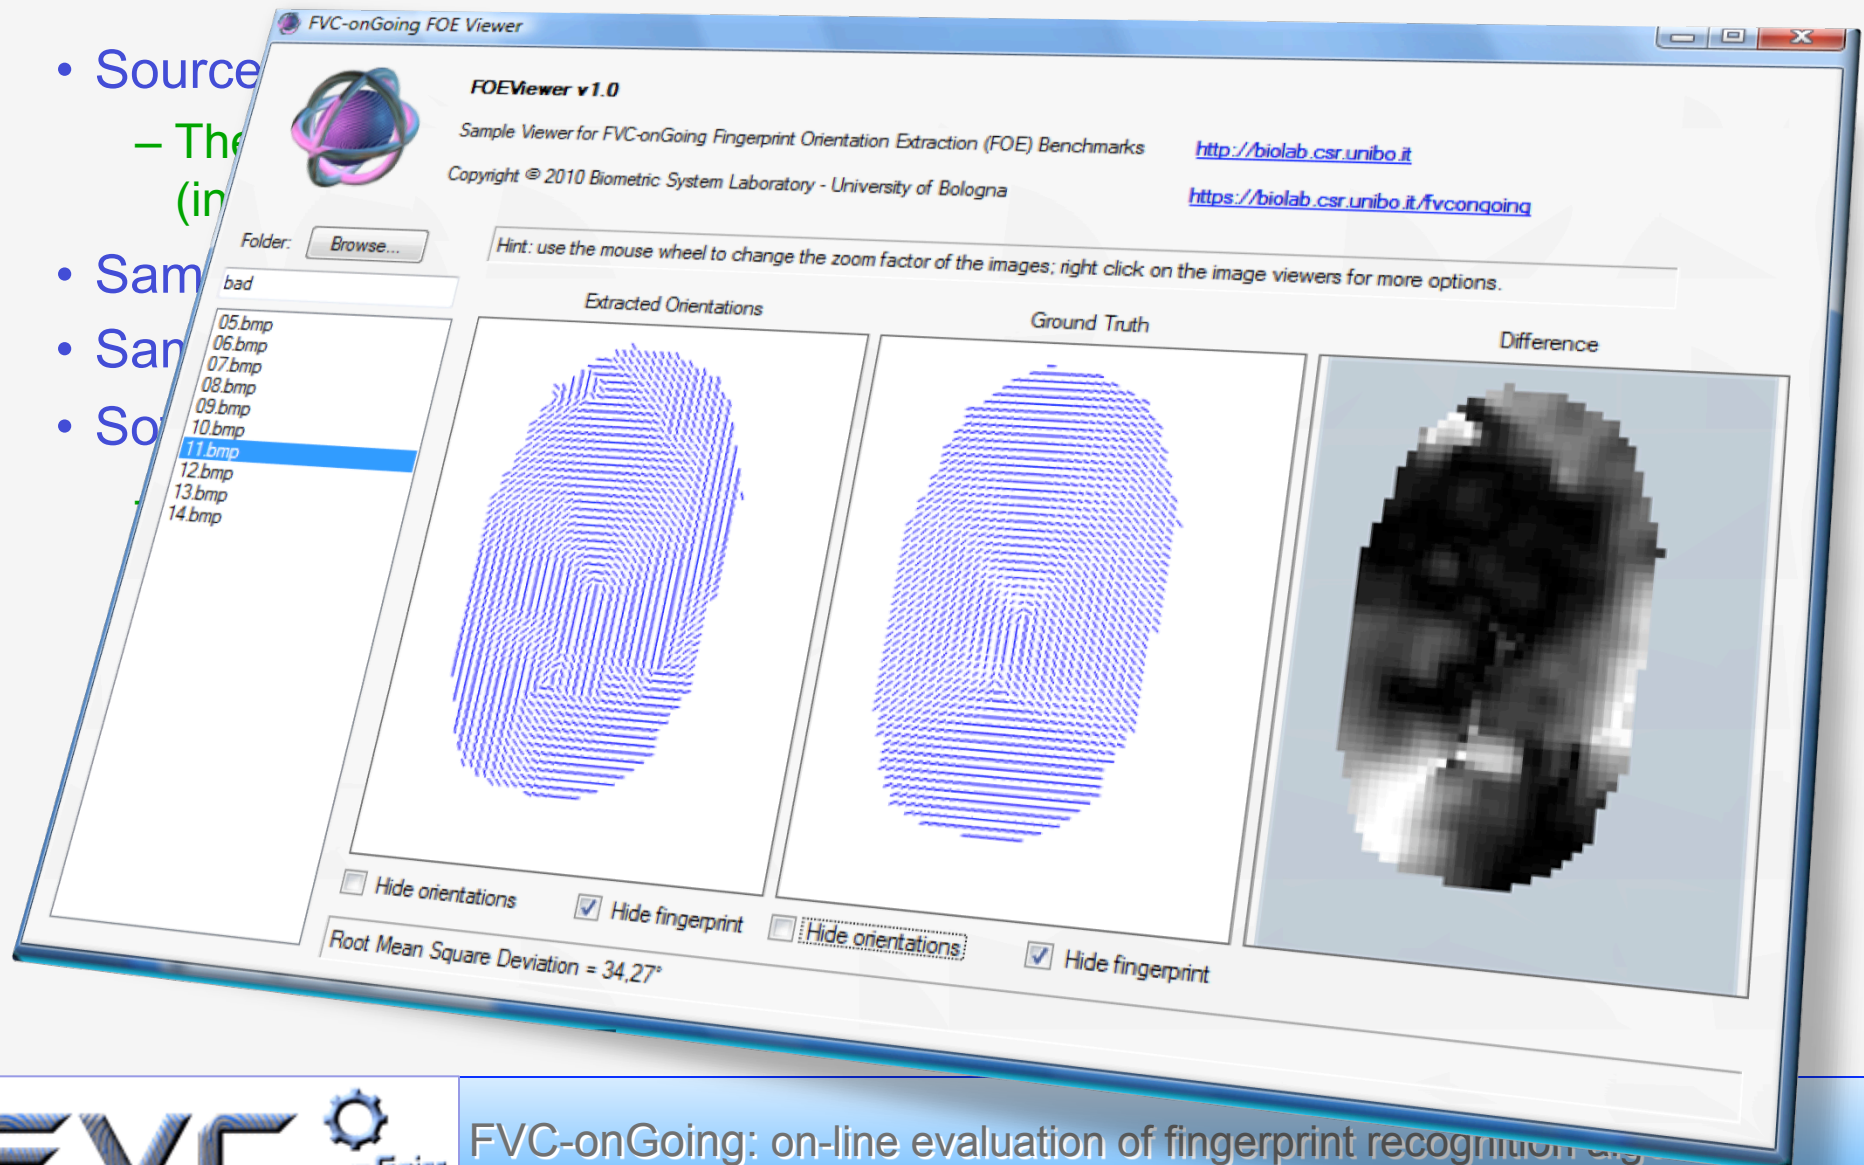 FVC-onGoing FOE Viewer
• Source
– The
(in
• Sam
• Sam
• So
FOEViewer v1.0
Sample Viewer for FVC-onGoing Fingerprint Orientation Extraction (FOE) Benchmarks
http://biolab.csr.unibo.it
Copyright © 2010 Biometric System Laboratory - University of Bologna
https://biolab.csr.unibo.it/fvcongoing
Folder:
Browse...
Hint: use the mouse wheel to change the zoom factor of the images; right click on the image viewers for more options.
bad
05.bmp
06.bmp
07.bmp
08.bmp
09.bmp
10.bmp
11.bmp
12.bmp
13.bmp
14.bmp
Extracted Orientations
Ground Truth
Difference
Hide orientations
Hide fingerprint
Hide orientations
Hide fingerprint
Root Mean Square Deviation = 34,27°
FVC
FVC-onGoing: on-line evaluation of fingerprint recognition